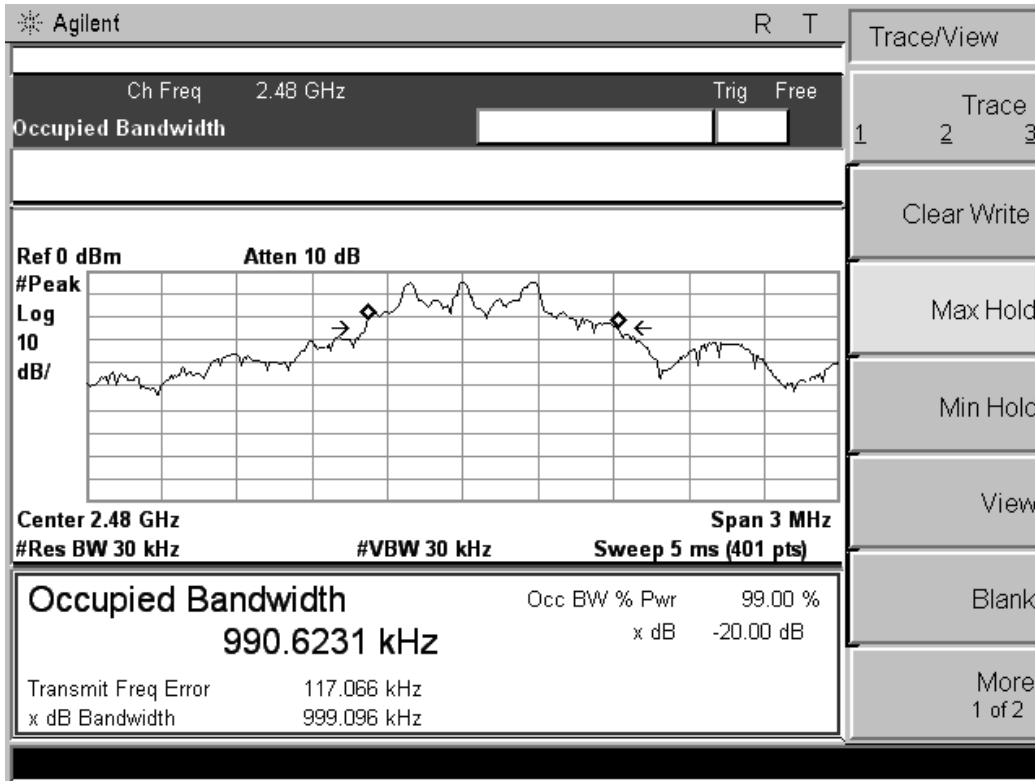 Agilent R T
Ch Freq 2.48 GHz Trig Free
Occupied Bandwidth
Ref 0 dBm Atten 10 dB
#Peak
Log
10
dB/
Center 2.48 GHz Span 3 MHz
#Res BW 30 kHz #VBW 30 kHz Sweep 5 ms (401 pts)
Occupied Bandwidth Occ BW % Pwr 99.00 %
990.6231 kHz x dB -20.00 dB
Transmit Freq Error 117.066 kHz
x dB Bandwidth 999.096 kHz
Trace/View
Trace
1 2 3
Clear Write
Max Hold
Min Hold
View
Blank
More
1 of 2